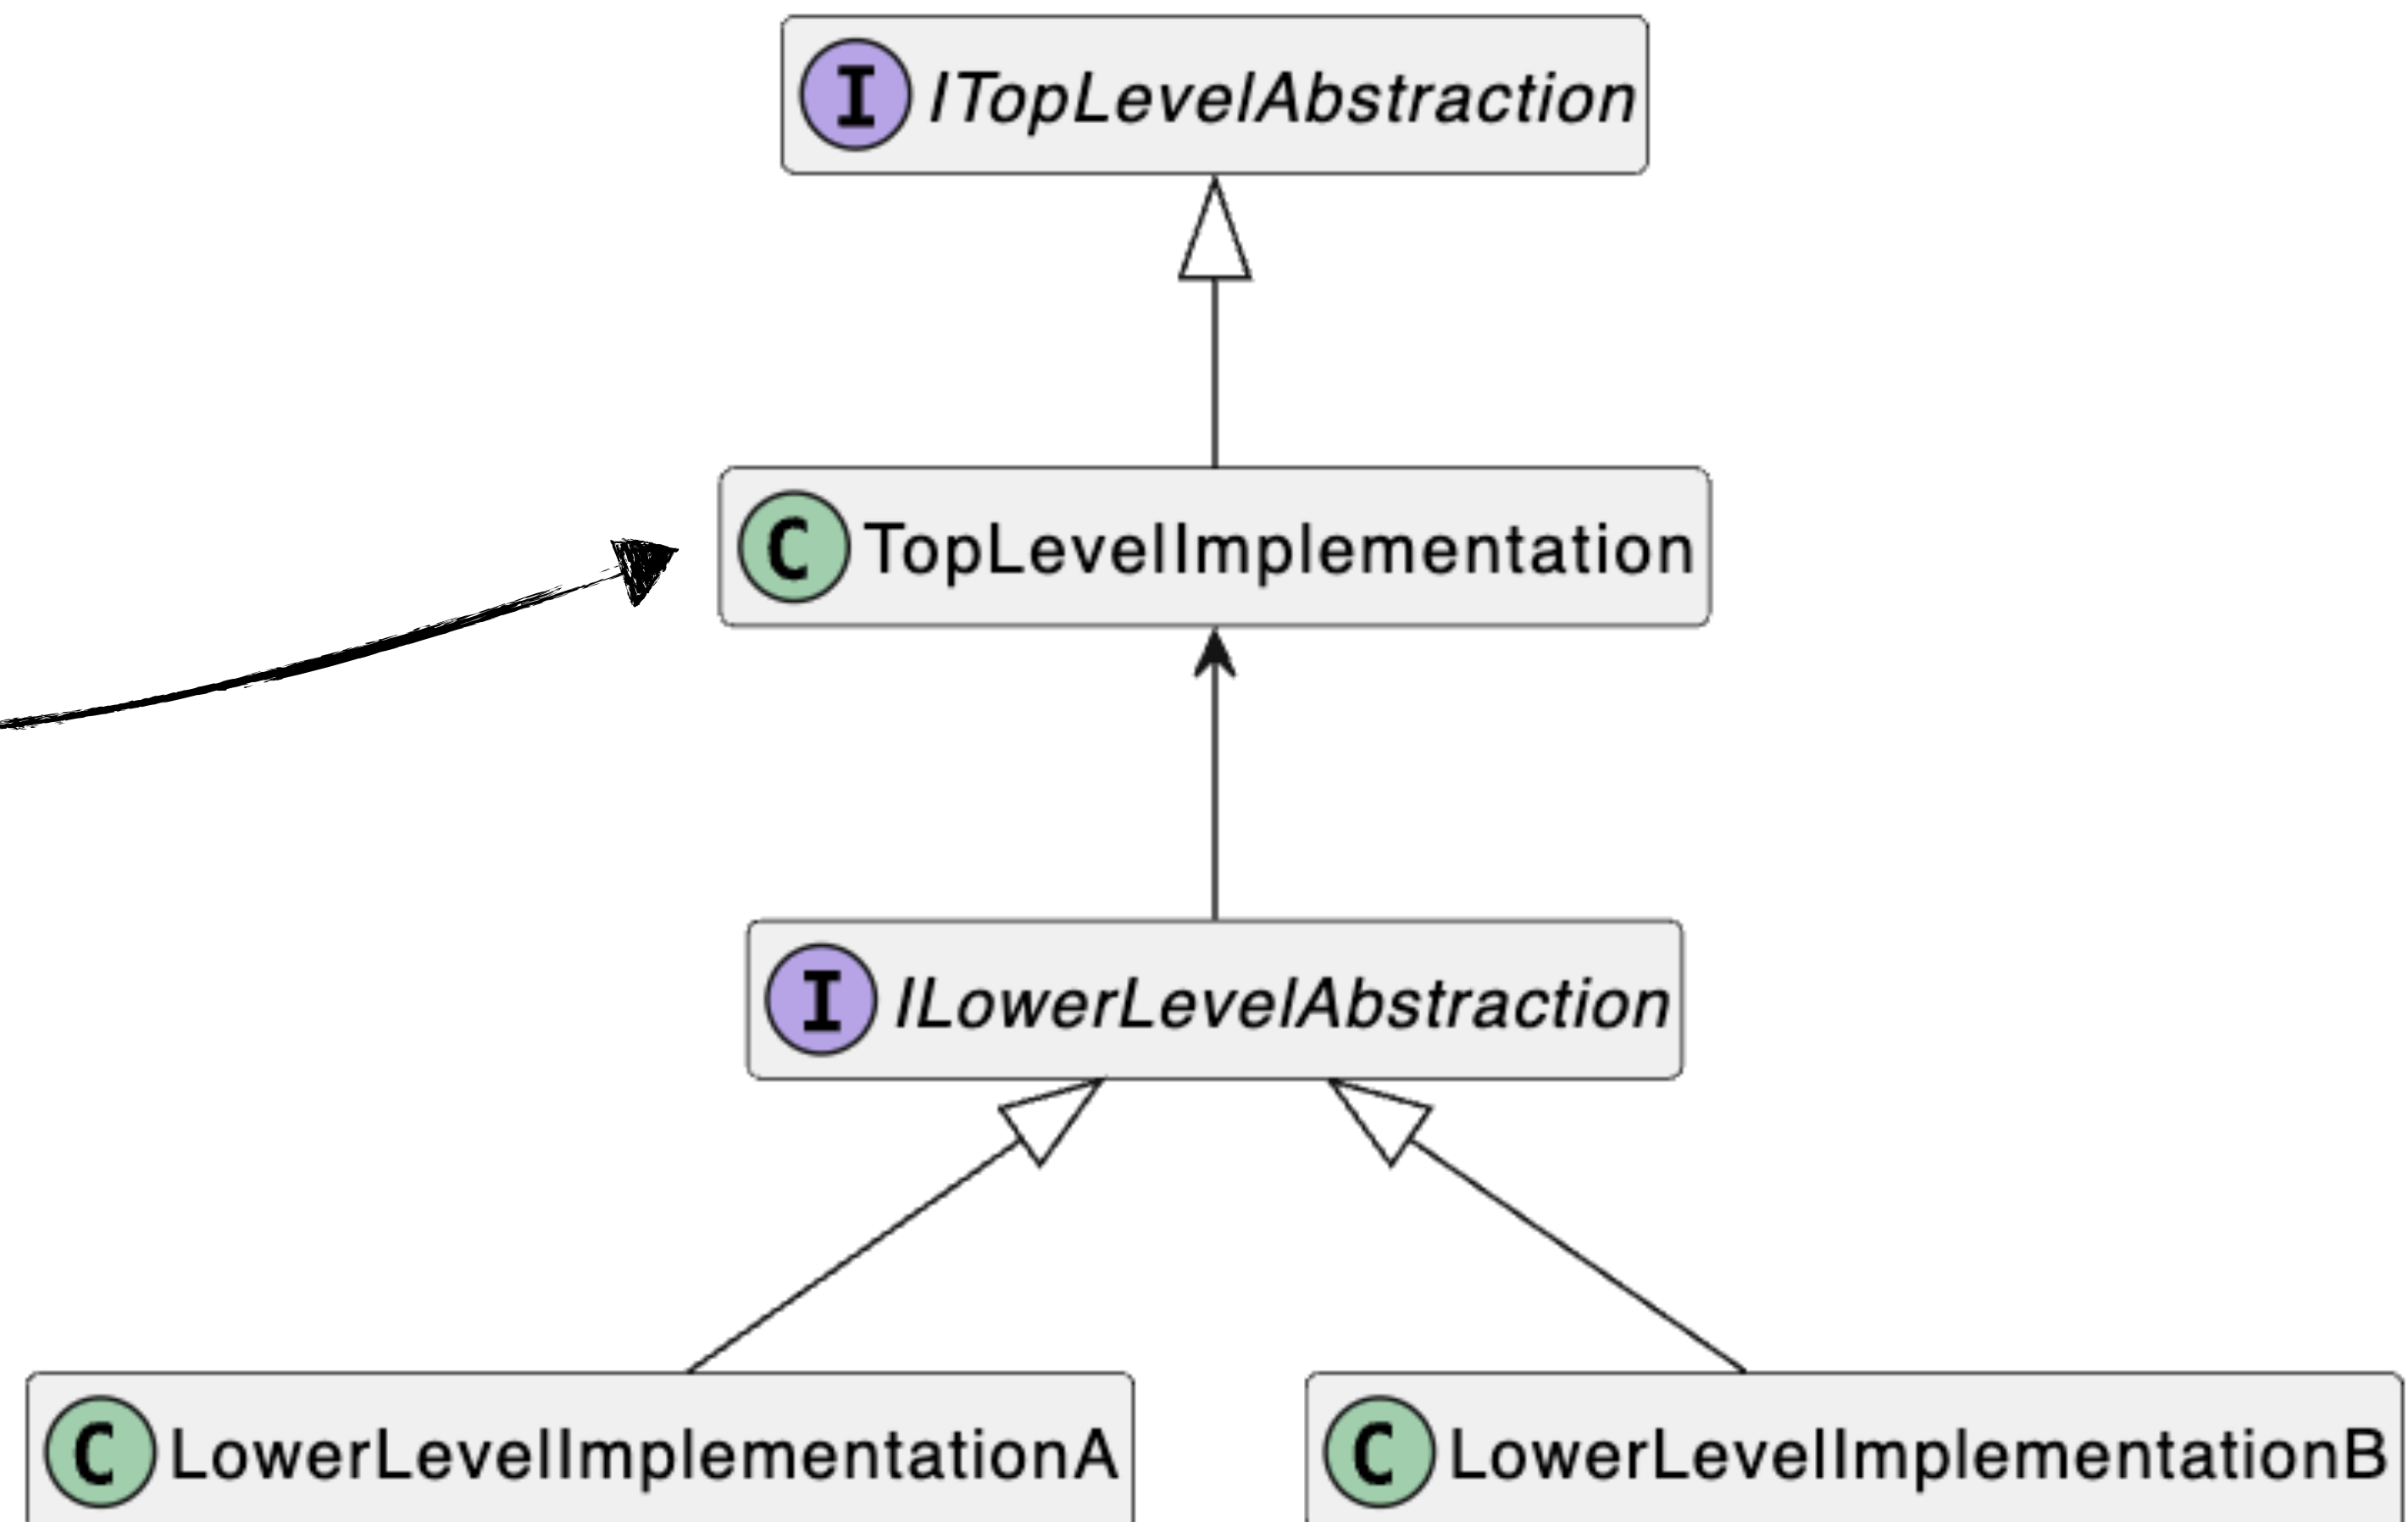 I ITopLevelAbstraction
C TopLevelImplementation
I ILowerLevelAbstraction
C LowerLevelImplementationA
C LowerLevelImplementationB